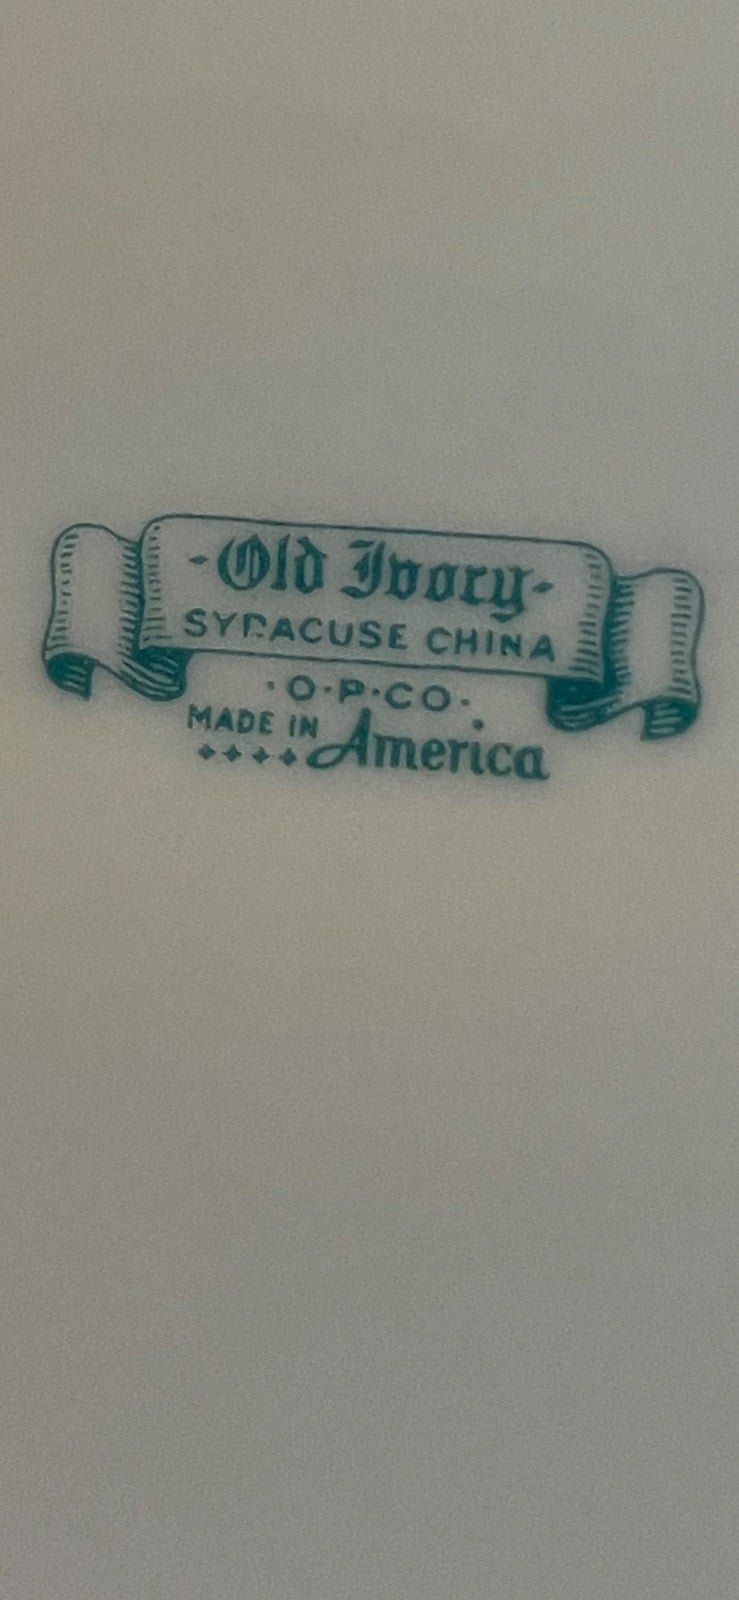 -Old Ivory-
SYRACUSE CHINA
·O·P·CO·
MADE IN America